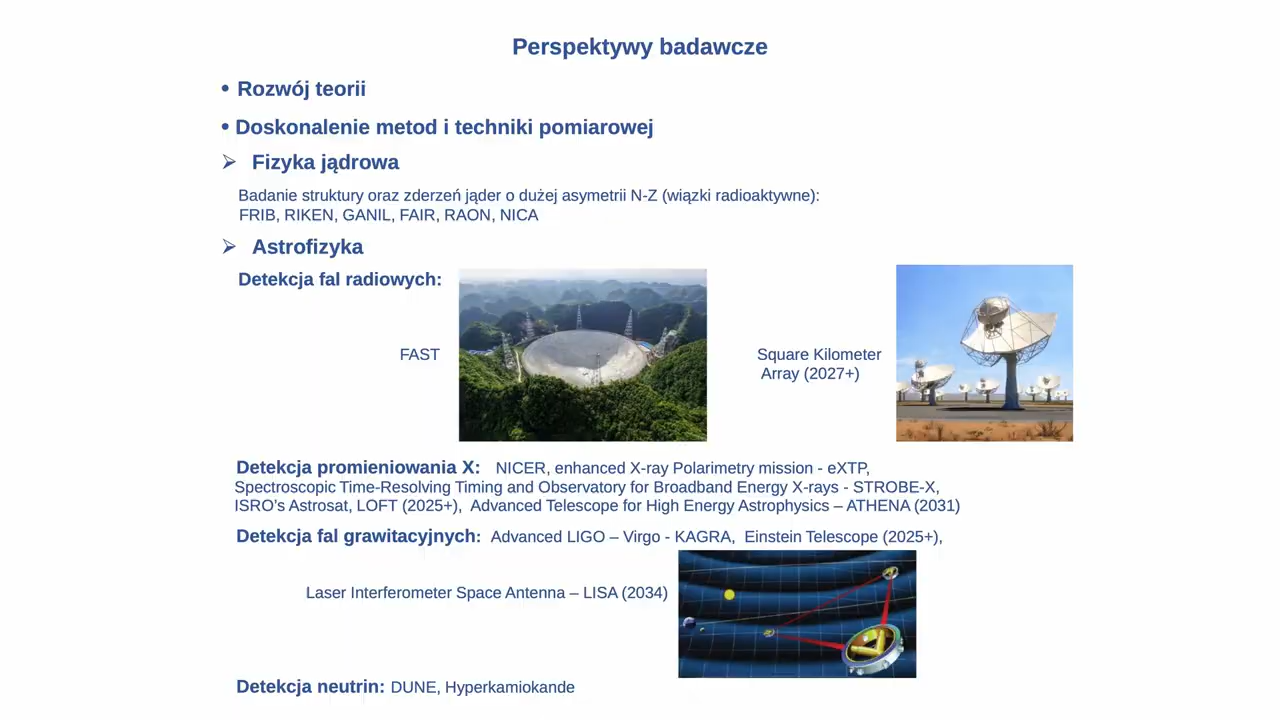 Perspektywy badawcze
• Rozwój teorii
• Doskonalenie metod i techniki pomiarowej
➢ Fizyka jądrowa
Badanie struktury oraz zderzeń jąder o dużej asymetrii N-Z (wiązki radioaktywne):
FRIB, RIKEN, GANIL, FAIR, RAON, NICA
➢ Astrofizyka
Detekcja fal radiowych:
FAST
Square Kilometer
Array (2027+)
Detekcja promieniowania X: NICER, enhanced X-ray Polarimetry mission - eXTP,
Spectroscopic Time-Resolving Timing and Observatory for Broadband Energy X-rays - STROBE-X,
ISRO's Astrosat, LOFT (2025+), Advanced Telescope for High Energy Astrophysics – ATHENA (2031)
Detekcja fal grawitacyjnych: Advanced LIGO – Virgo - KAGRA, Einstein Telescope (2025+),
Laser Interferometer Space Antenna – LISA (2034)
Detekcja neutrin: DUNE, Hyperkamiokande